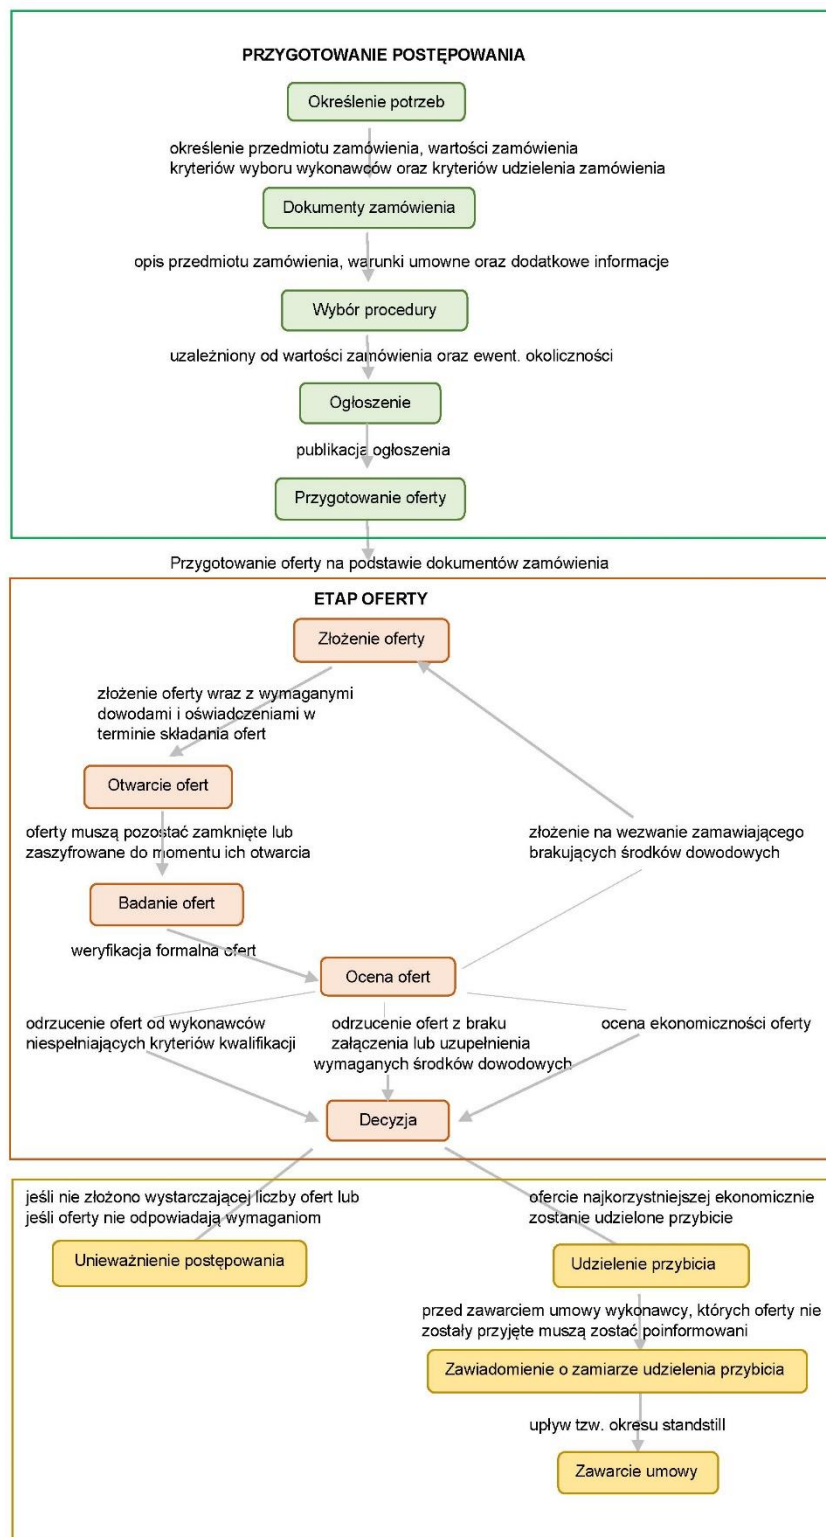 PRZYGOTOWANIE POSTĘPOWANIA
Określenie potrzeb
określenie przedmiotu zamówienia, wartości zamówienia
kryteriów wyboru wykonawców oraz kryteriów udzielenia zamówienia
Dokumenty zamówienia
opis przedmiotu zamówienia, warunki umowne oraz dodatkowe informacje
Wybór procedury
uzależniony od wartości zamówienia oraz ewent. okoliczności
Ogłoszenie
publikacja ogłoszenia
Przygotowanie oferty
Przygotowanie oferty na podstawie dokumentów zamówienia
ETAP OFERTY
Złożenie oferty
złożenie oferty wraz z wymaganymi
dowodami i oświadczeniami w
terminie składania ofert
Otwarcie ofert
oferty muszą pozostać zamknięte lub
zaszyfrowane do momentu ich otwarcia
złożenie na wezwanie zamawiającego
brakujących środków dowodowych
Badanie ofert
weryfikacja formalna ofert
Ocena ofert
odrzucenie ofert od wykonawców
niespełniających kryteriów kwalifikacji
odrzucenie ofert z braku
załączenia lub uzupełnienia
wymaganych środków dowodowych
ocena ekonomiczności oferty
Decyzja
jeśli nie złożono wystarczającej liczby ofert lub
jeśli oferty nie odpowiadają wymaganiom
ofercie najkorzystniejszej ekonomicznie
zostanie udzielone przybicie
Unieważnienie postępowania
Udzielenie przybicia
przed zawarciem umowy wykonawcy, których oferty nie
zostały przyjęte muszą zostać poinformowani
Zawiadomienie o zamiarze udzielenia przybicia
upływ tzw. okresu standstill
Zawarcie umowy